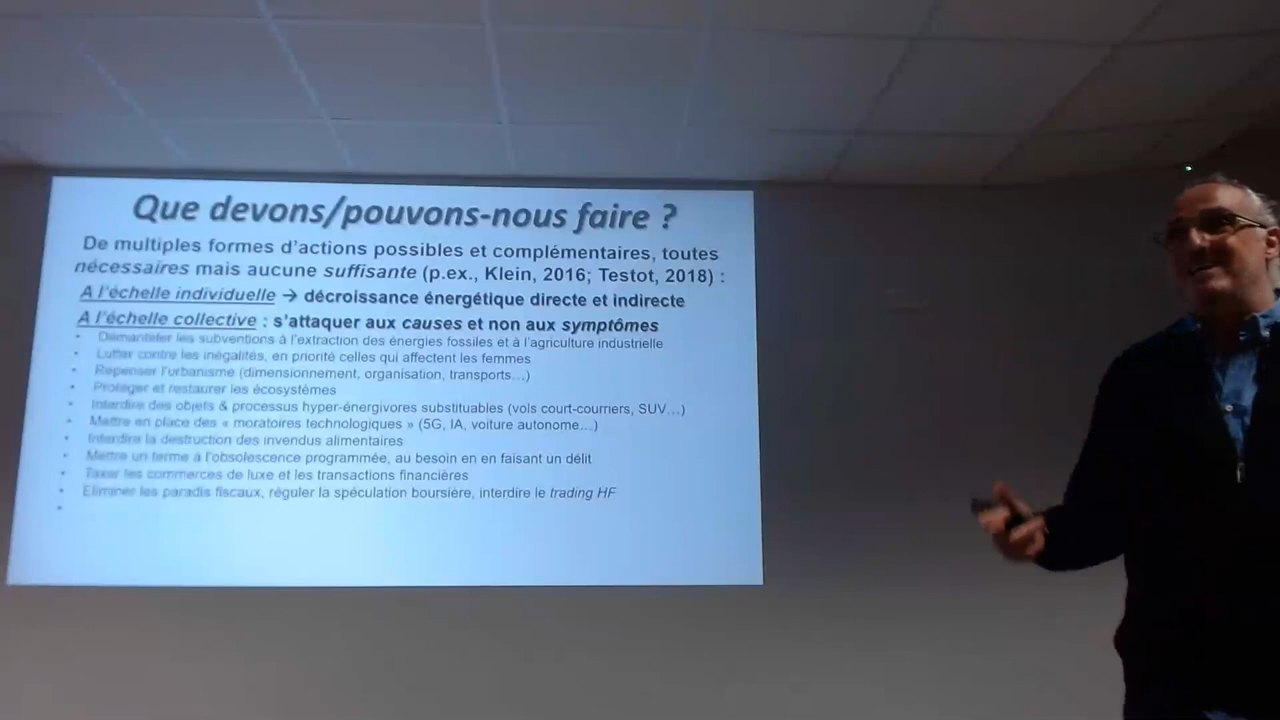 Que devons/pouvons-nous faire ?
De multiples formes d'actions possibles et complémentaires, toutes
nécessaires mais aucune suffisante (p.ex., Klein, 2016; Testot, 2018) :
A l'échelle individuelle → décroissance énergétique directe et indirecte
A l'échelle collective : s'attaquer aux causes et non aux symptômes
• Démanteler les subventions à l'extraction des énergies fossiles et à l'agriculture industrielle
• Lutter contre les inégalités, en priorité celles qui affectent les femmes
• Repenser l'urbanisme (dimensionnement, organisation, transports…)
• Protéger et restaurer les écosystèmes
• Interdire des objets & processus hyper-énergivores substituables (vols court-courriers, SUV…)
• Mettre en place des « moratoires technologiques » (5G, IA, voiture autonome…)
• Interdire la destruction des invendus alimentaires
• Mettre un terme à l'obsolescence programmée, au besoin en en faisant un délit
• Taxer les commerces de luxe et les transactions financières
• Eliminer les paradis fiscaux, réguler la spéculation boursière, interdire le trading HF
•